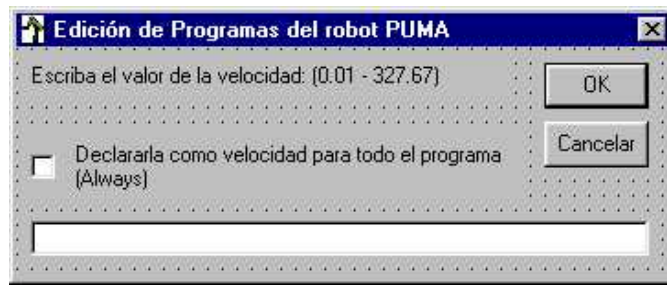 Edición de Programas del robot PUMA
Escriba el valor de la velocidad: (0.01 - 327.67)
OK
Cancelar
Declararla como velocidad para todo el programa
(Always)